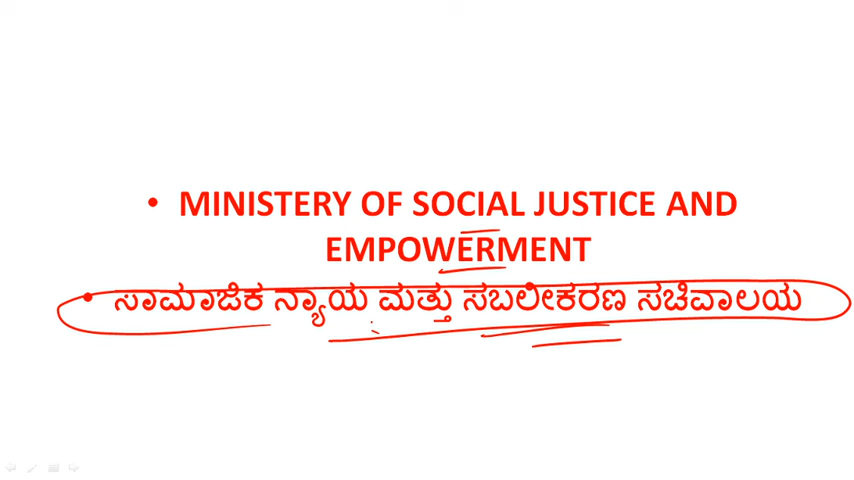 • MINISTERY OF SOCIAL JUSTICE AND
EMPOWERMENT
• ಸಾಮಾಜಿಕ ನ್ಯಾಯ ಮತ್ತು ಸಬಲೀಕರಣ ಸಚಿವಾಲಯ